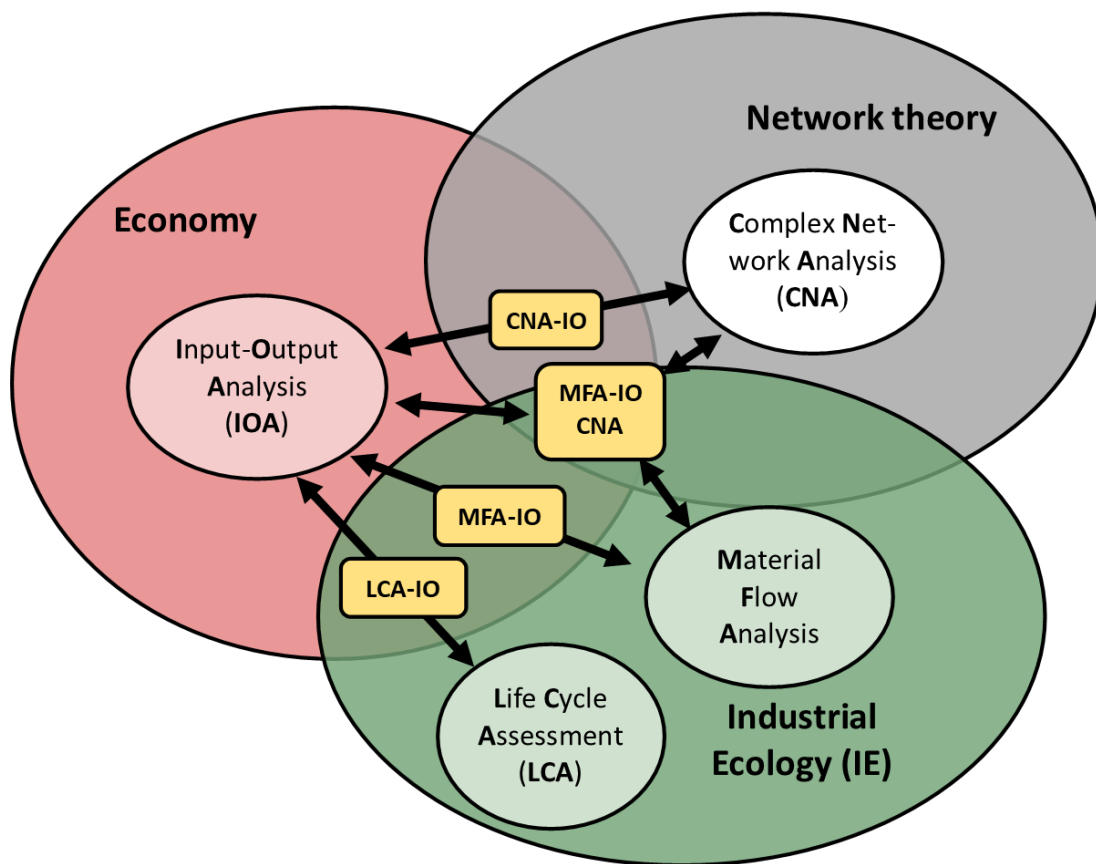 Network theory
Economy
Complex Net-
work Analysis
(CNA)
CNA-IO
Input-Output
Analysis
(IOA)
MFA-IO
CNA
MFA-IO
LCA-IO
Material
Flow
Analysis
Life Cycle
Assessment
(LCA)
Industrial
Ecology (IE)